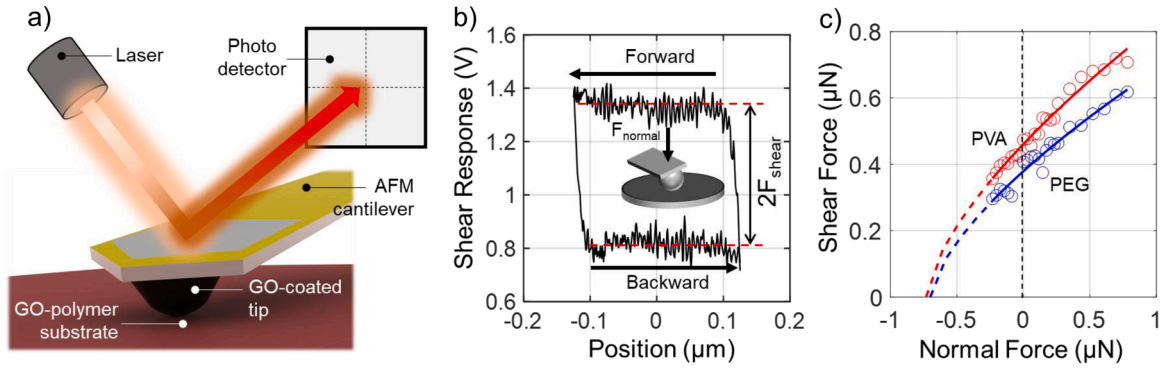 a)
Laser
Photo
detector
AFM
cantilever
GO-coated
tip
GO-polymer
substrate
b)
Shear Response (V)
1.6
1.4
1.2
1
0.8
0.6
Forward
F normal
2F shear
Backward
-0.2
-0.1
0
0.1
0.2
Position (µm)
c)
Shear Force (µN)
0.8
0.6
0.4
0.2
0
PVA
PEG
-1
-0.5
0
0.5
1
Normal Force (µN)